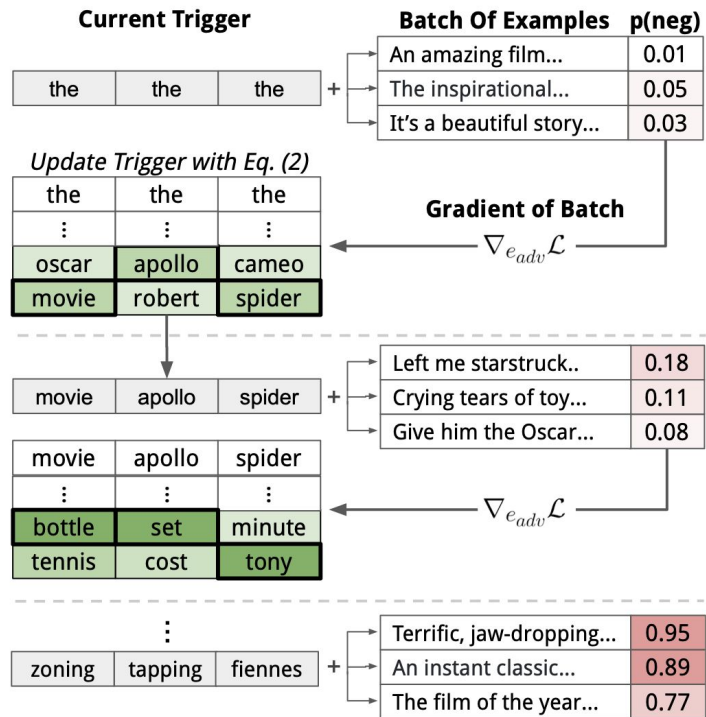 Current Trigger Batch Of Examples p(neg)
the the the + An amazing film... 0.01
The inspirational... 0.05
It's a beautiful story... 0.03
Update Trigger with Eq. (2)
the the the
⋮ ⋮ ⋮
Gradient of Batch
oscar apollo cameo
∇e_adv ℒ
movie robert spider
movie apollo spider + Left me starstruck.. 0.18
Crying tears of toy... 0.11
Give him the Oscar... 0.08
movie apollo spider
⋮ ⋮ ⋮
∇e_adv ℒ
bottle set minute
tennis cost tony
⋮
zoning tapping fiennes + Terrific, jaw-dropping... 0.95
An instant classic... 0.89
The film of the year... 0.77